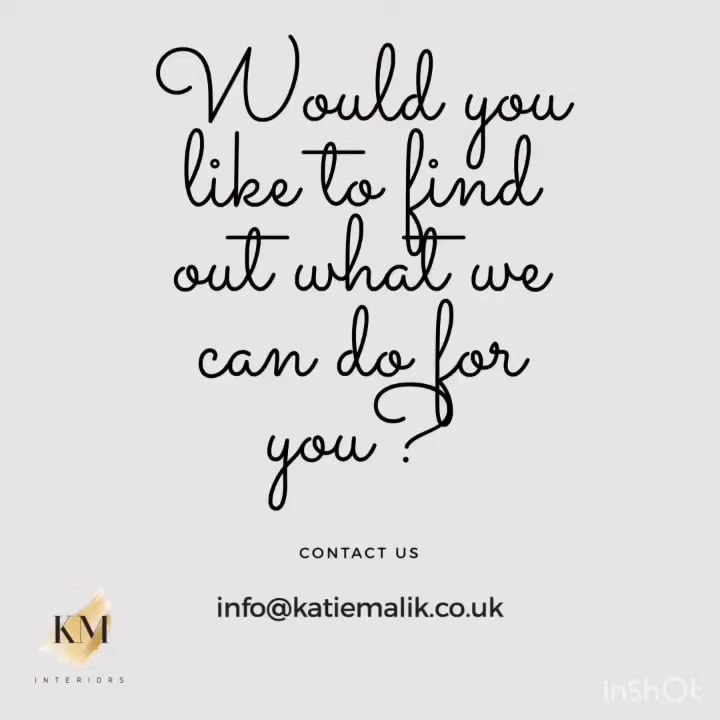 Would you
like to find
out what we
can do for
you?
CONTACT US
info@katiemalik.co.uk
KM
INTERIORS
InShOt